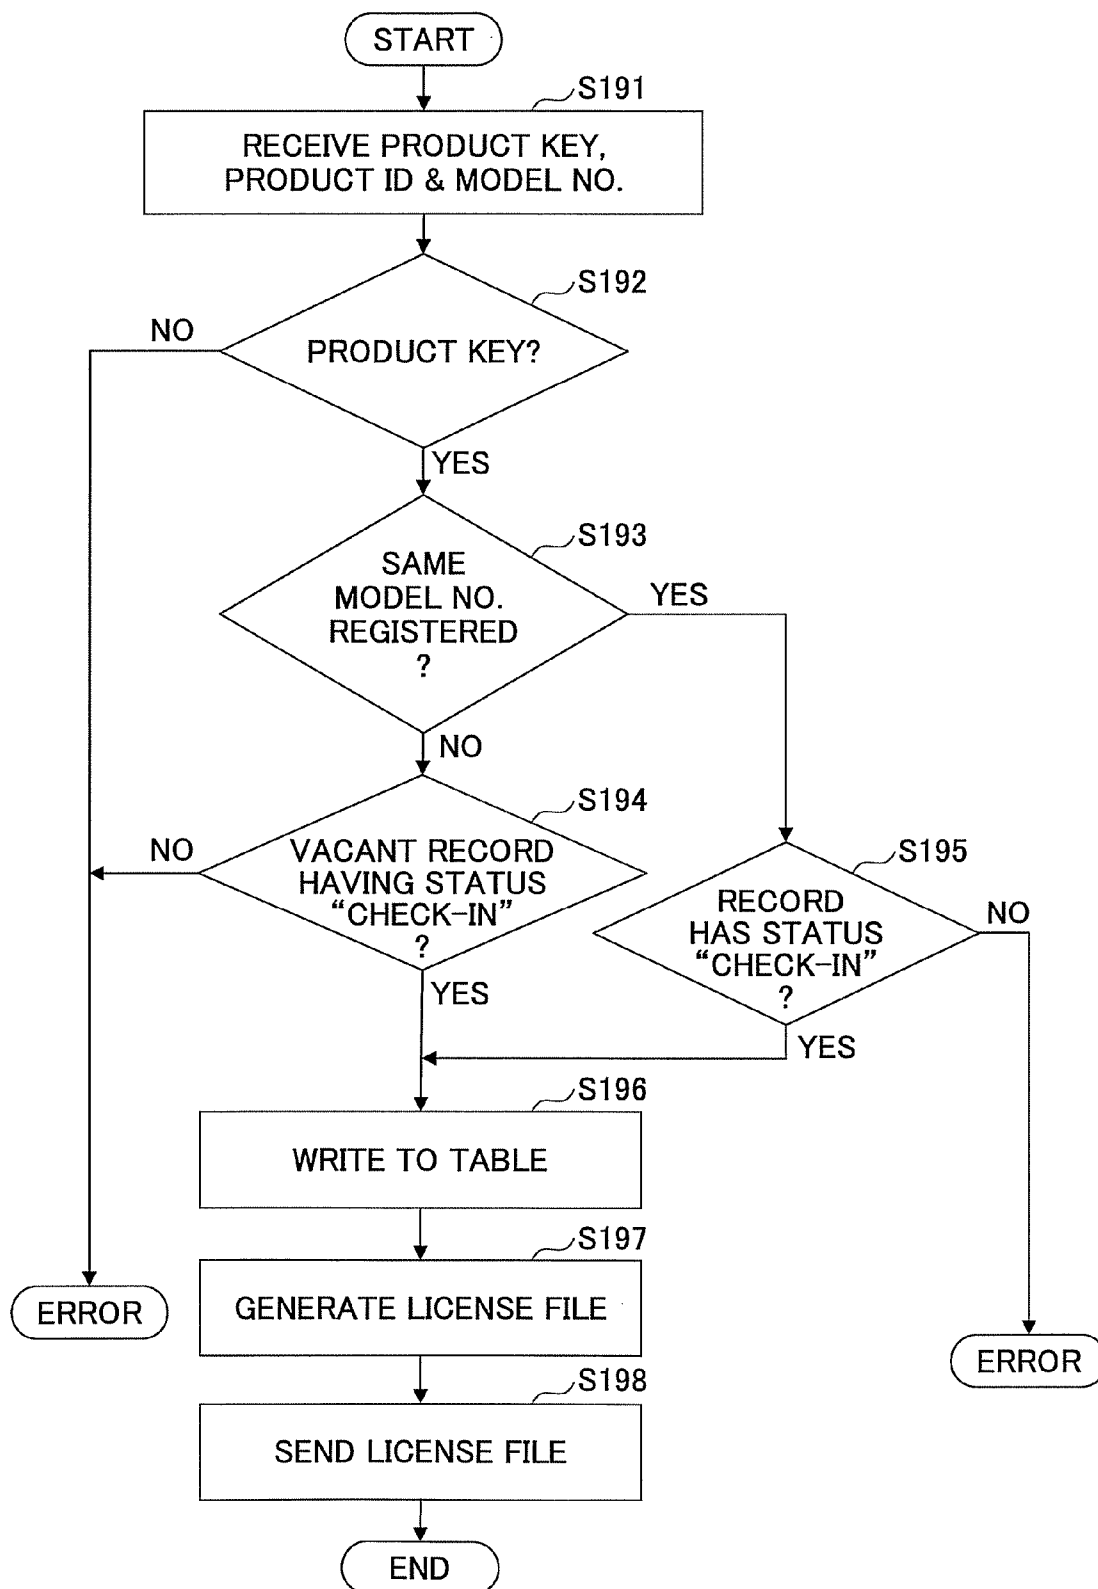 START
S191
RECEIVE PRODUCT KEY,
PRODUCT ID & MODEL NO.
S192
NO
PRODUCT KEY?
YES
S193
SAME
MODEL NO.
REGISTERED
?
YES
NO
S194
NO
VACANT RECORD
HAVING STATUS
“CHECK-IN”
?
YES
S195
RECORD
HAS STATUS
“CHECK-IN”
?
NO
YES
S196
WRITE TO TABLE
S197
GENERATE LICENSE FILE
ERROR
ERROR
S198
SEND LICENSE FILE
END